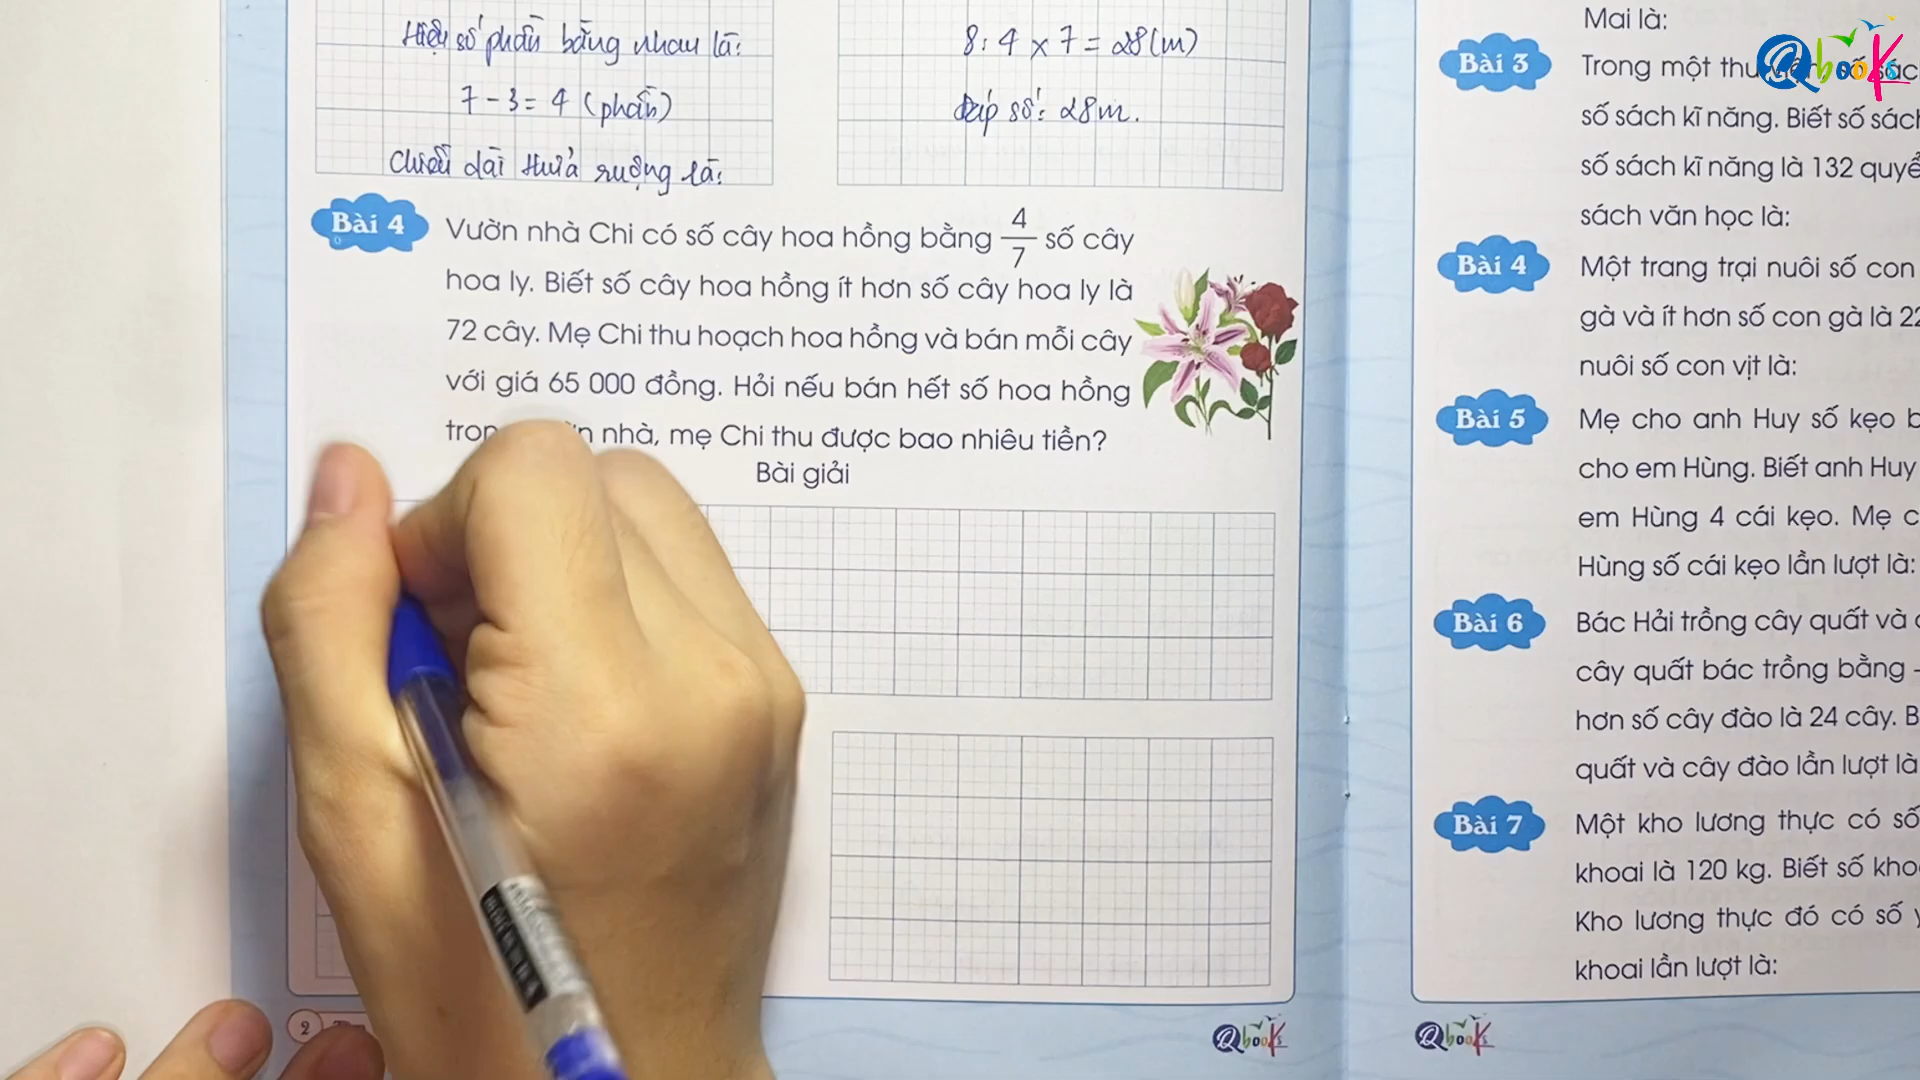 Hiệu số phần bằng nhau là:
7 - 3 = 4 (phần)
Chiều dài thửa ruộng là:
8 : 4 x 7 = 28 (m)
Đáp số: 28m.
Bài 4
Vườn nhà Chi có số cây hoa hồng bằng 4/7 số cây
hoa ly. Biết số cây hoa hồng ít hơn số cây hoa ly là
72 cây. Mẹ Chi thu hoạch hoa hồng và bán mỗi cây
với giá 65 000 đồng. Hỏi nếu bán hết số hoa hồng
nhà, mẹ Chi thu được bao nhiêu tiền?
Bài giải
2
Qbooks
Mai là:
Bài 3
Trong một thư
số sách kĩ năng. Biết số sách
số sách kĩ năng là 132 quyể
sách văn học là:
Bài 4
Một trang trại nuôi số con
gà và ít hơn số con gà là 22
nuôi số con vịt là:
Bài 5
Mẹ cho anh Huy số kẹo b
cho em Hùng. Biết anh Huy
em Hùng 4 cái kẹo. Mẹ c
Hùng số cái kẹo lần lượt là:
Bài 6
Bác Hải trồng cây quất và
cây quất bác trồng bằng
hơn số cây đào là 24 cây. B
quất và cây đào lần lượt là
Bài 7
Một kho lương thực có số
khoai là 120 kg. Biết số kho
Kho lương thực đó có số
khoai lần lượt là:
Qbooks
Qbooks